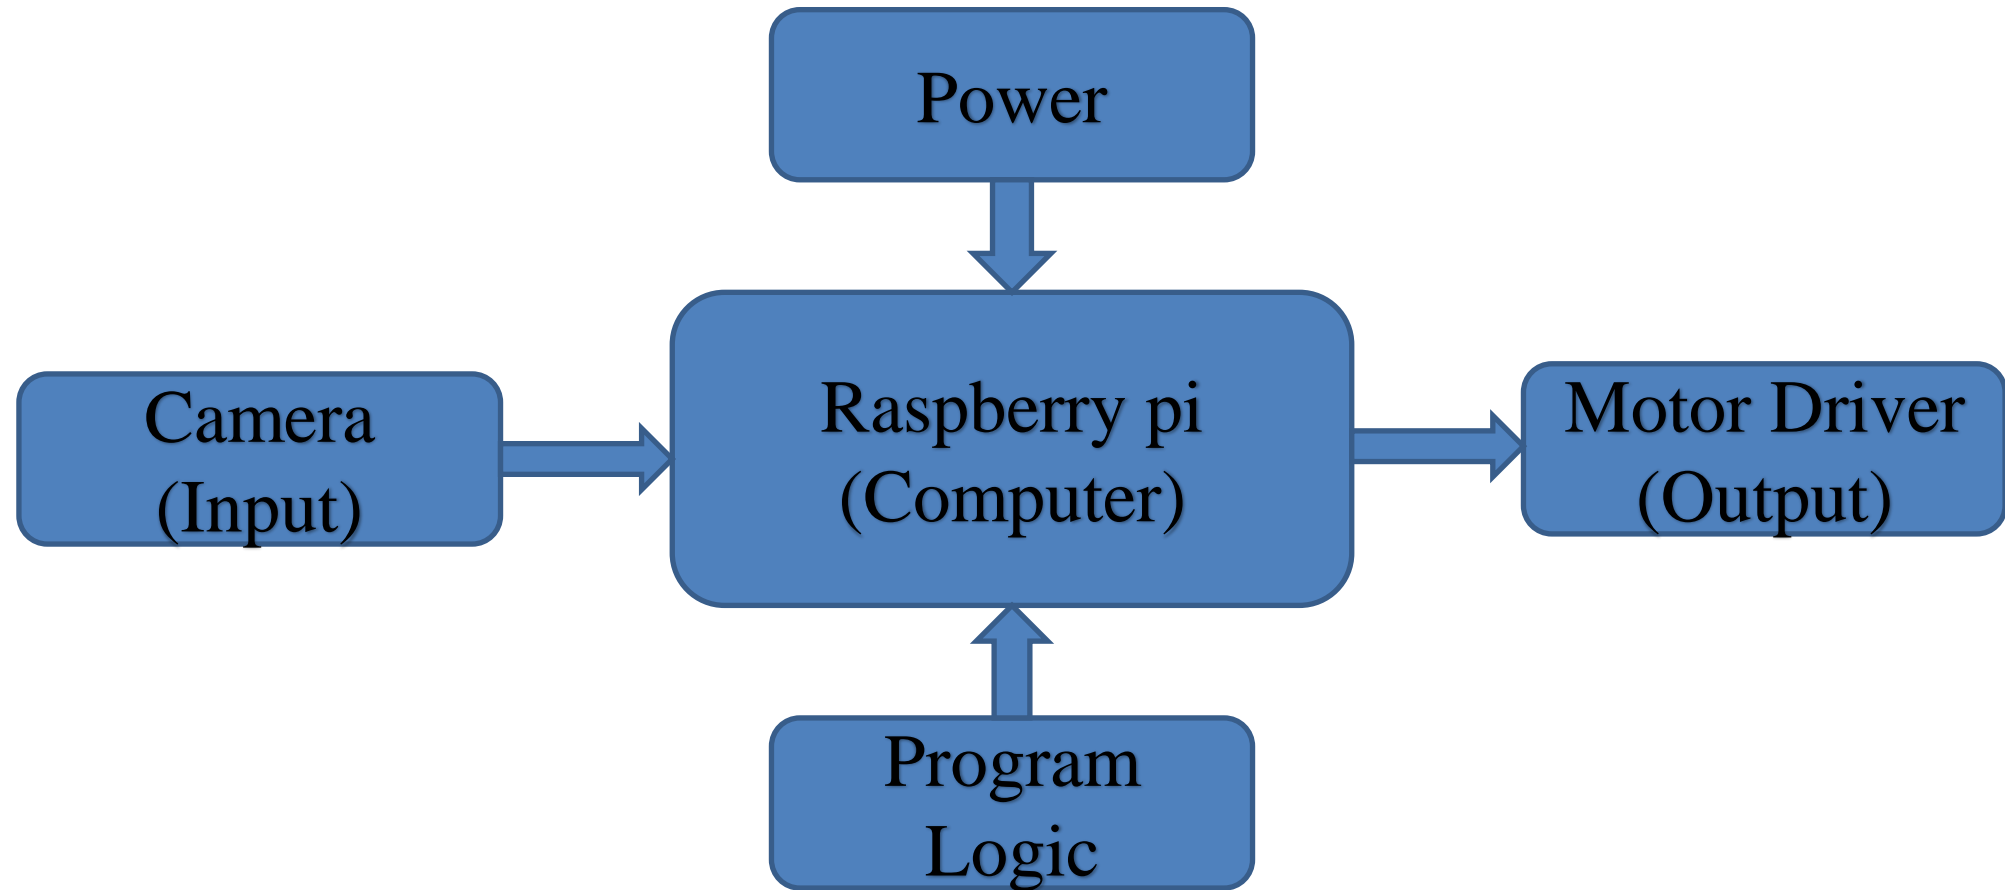 Power
Camera
(Input)
Raspberry pi
(Computer)
Motor Driver
(Output)
Program
Logic